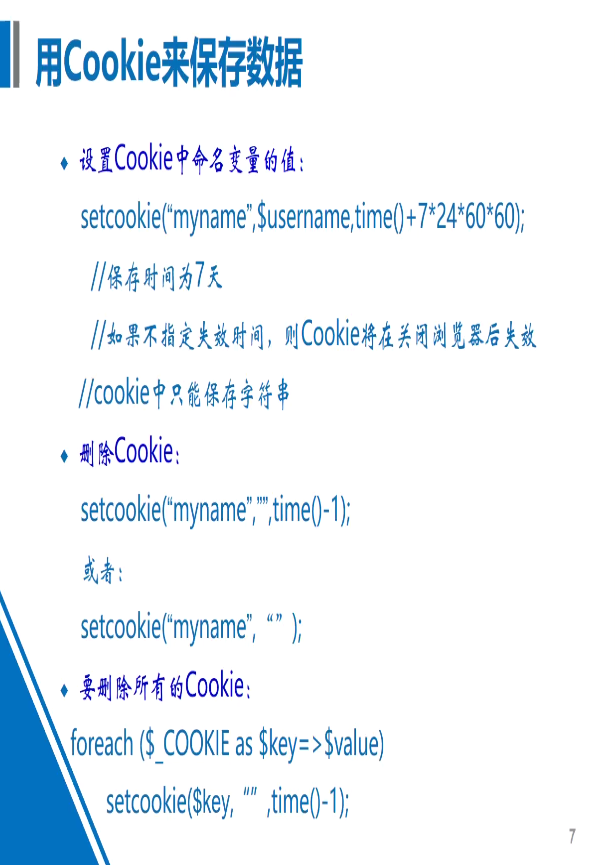 用Cookie来保存数据
设置Cookie中命名变量的值：
setcookie(“myname”,$username,time()+7*24*60*60);
//保存时间为7天
//如果不指定失效时间，则Cookie将在关闭浏览器后失效
//cookie中只能保存字符串
删除Cookie：
setcookie(“myname”,””,time()-1);
或者：
setcookie(“myname”, “” );
要删除所有的Cookie：
foreach ($_COOKIE as $key=>$value)
setcookie($key, “” ,time()-1);
7